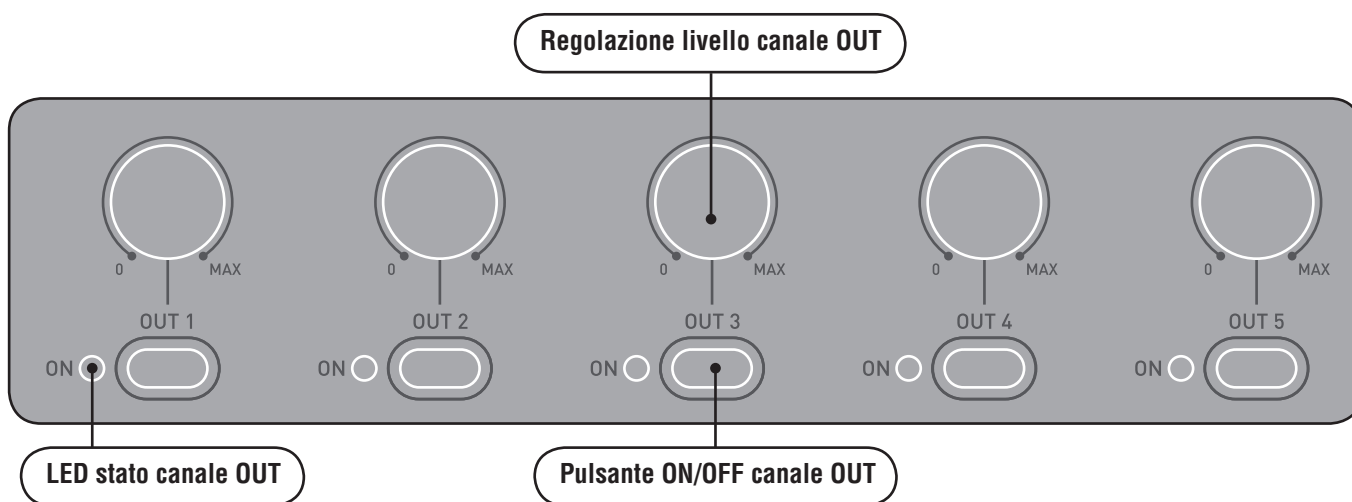 Regolazione livello canale OUT
0 MAX 0 MAX 0 MAX 0 MAX 0 MAX
OUT 1 OUT 2 OUT 3 OUT 4 OUT 5
ON ON ON ON ON
LED stato canale OUT
Pulsante ON/OFF canale OUT